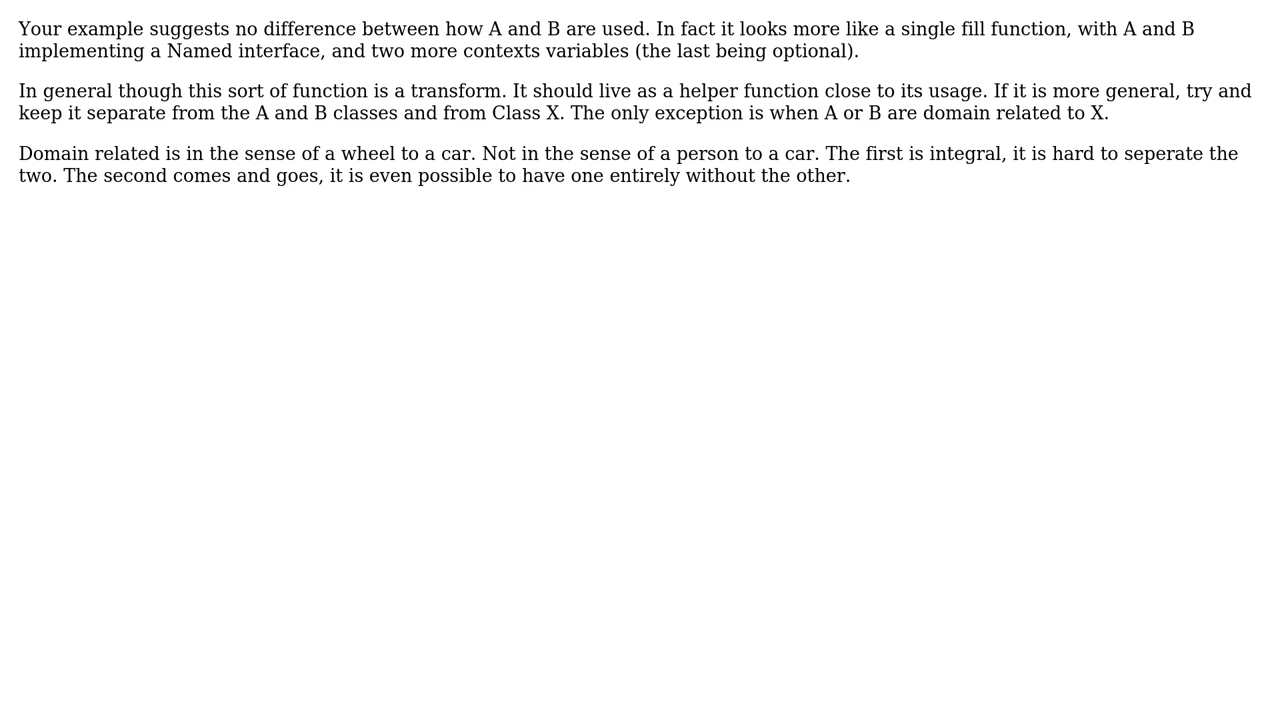 Your example suggests no difference between how A and B are used. In fact it looks more like a single fill function, with A and B
implementing a Named interface, and two more contexts variables (the last being optional).
In general though this sort of function is a transform. It should live as a helper function close to its usage. If it is more general, try and
keep it separate from the A and B classes and from Class X. The only exception is when A or B are domain related to X.
Domain related is in the sense of a wheel to a car. Not in the sense of a person to a car. The first is integral, it is hard to seperate the
two. The second comes and goes, it is even possible to have one entirely without the other.